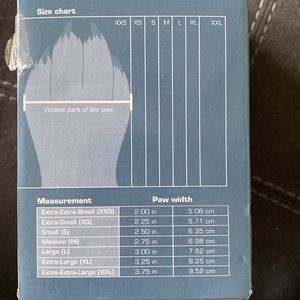 Size chart
XXS XS S M L XL XXL
Widest part of the paw
Measurement Paw width
Extra-Extra-Small (XXS) 2.00 in 5.08 cm
Extra-Small (XS) 2.25 in 5.71 cm
Small (S) 2.50 in 6.35 cm
Medium (M) 2.75 in 6.98 cm
Large (L) 3.00 in 7.62 cm
Extra-Large (XL) 3.25 in 8.25 cm
Extra-Extra-Large (XXL) 3.75 in 9.52 cm